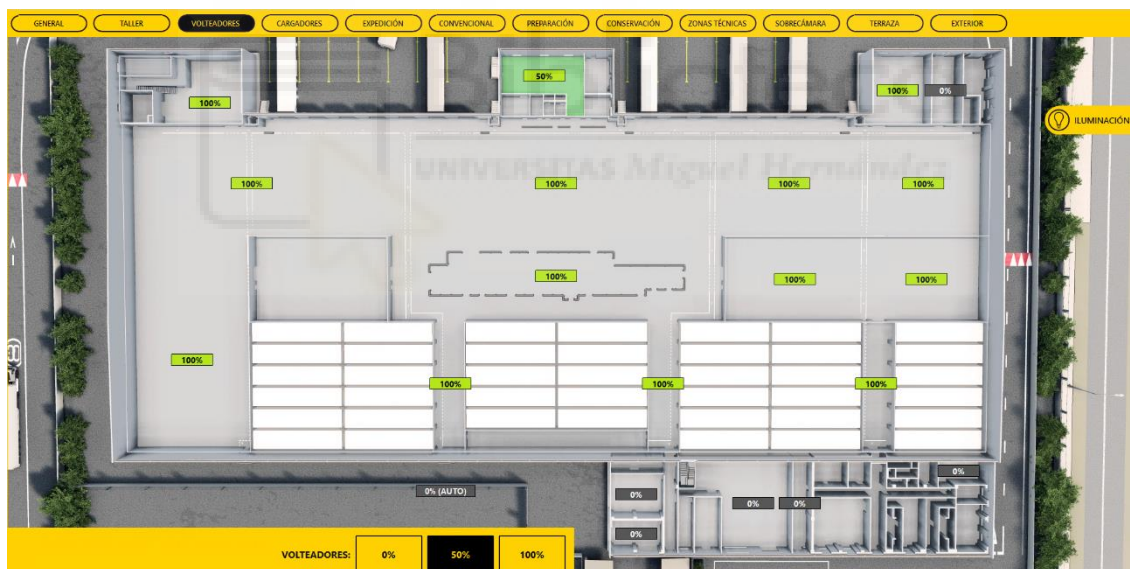 GENERAL TALLER VOLTEADORES CARGADORES EXPEDICIÓN CONVENCIONAL PREPARACIÓN CONSERVACIÓN ZONAS TÉCNICAS SOBRECÁMARA TERRAZA EXTERIOR
50%
100% 0%
100%
ILUMINACIÓN
UNIVERSITAS Miguel Hernández
100% 100% 100% 100%
100% 100% 100%
100%
100% 100% 100%
0%
0% (AUTO) 0%
0% 0%
0%
VOLTEADORES: 0% 50% 100%